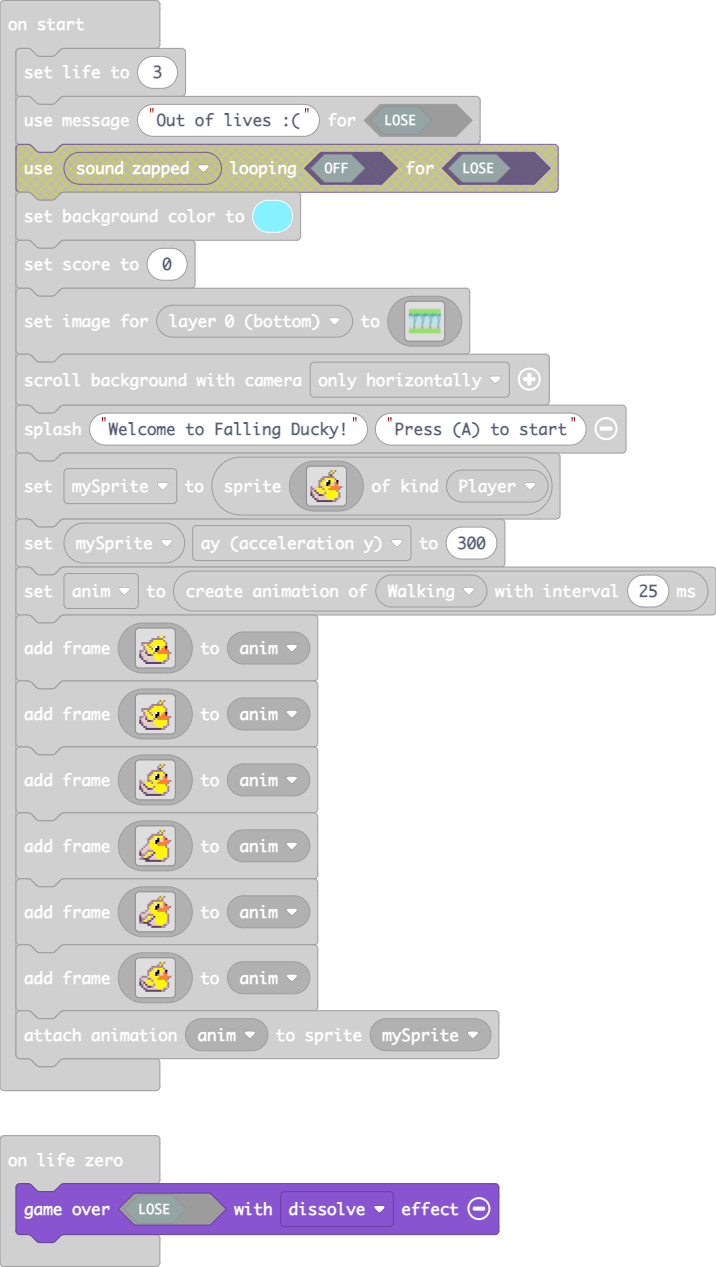 on start
set life to 3
use message "Out of lives :(" for LOSE
use sound zapped looping OFF for LOSE
set background color to
set score to 0
set image for layer 0 (bottom) to
scroll background with camera only horizontally
splash "Welcome to Falling Ducky!" "Press (A) to start"
set mySprite to sprite of kind Player
set mySprite ay (acceleration y) to 300
set anim to create animation of Walking with interval 25 ms
add frame to anim
add frame to anim
add frame to anim
add frame to anim
add frame to anim
add frame to anim
attach animation anim to sprite mySprite
on life zero
game over LOSE with dissolve effect